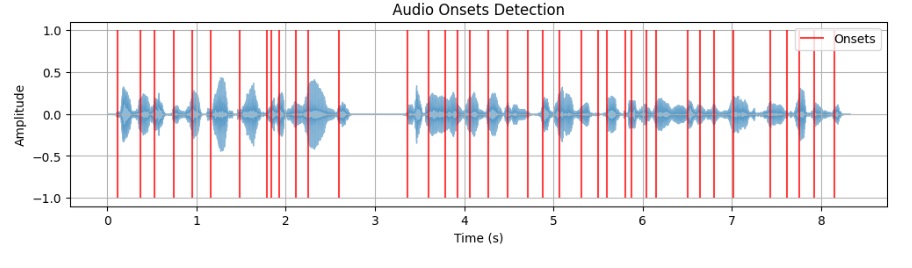 Audio Onsets Detection
1.0
0.5
0.0
−0.5
−1.0
Amplitude
Onsets
0 1 2 3 4 5 6 7 8
Time (s)